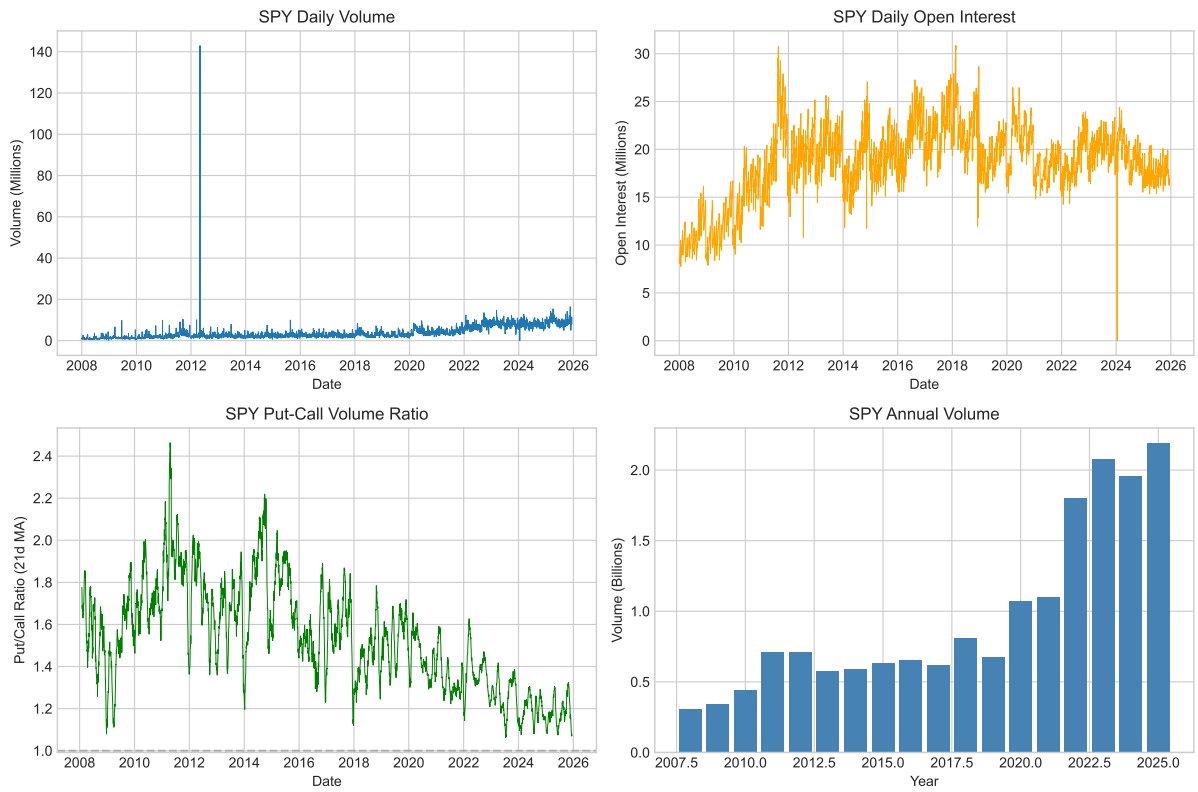 SPY Daily Volume
Volume (Millions)
140
120
100
80
60
40
20
0
2008 2010 2012 2014 2016 2018 2020 2022 2024 2026
Date
SPY Daily Open Interest
Open Interest (Millions)
30
25
20
15
10
5
0
2008 2010 2012 2014 2016 2018 2020 2022 2024 2026
Date
SPY Put-Call Volume Ratio
Put/Call Ratio (21d MA)
2.4
2.2
2.0
1.8
1.6
1.4
1.2
1.0
2008 2010 2012 2014 2016 2018 2020 2022 2024 2026
Date
SPY Annual Volume
Volume (Billions)
2.0
1.5
1.0
0.5
0.0
2007.5 2010.0 2012.5 2015.0 2017.5 2020.0 2022.5 2025.0
Year